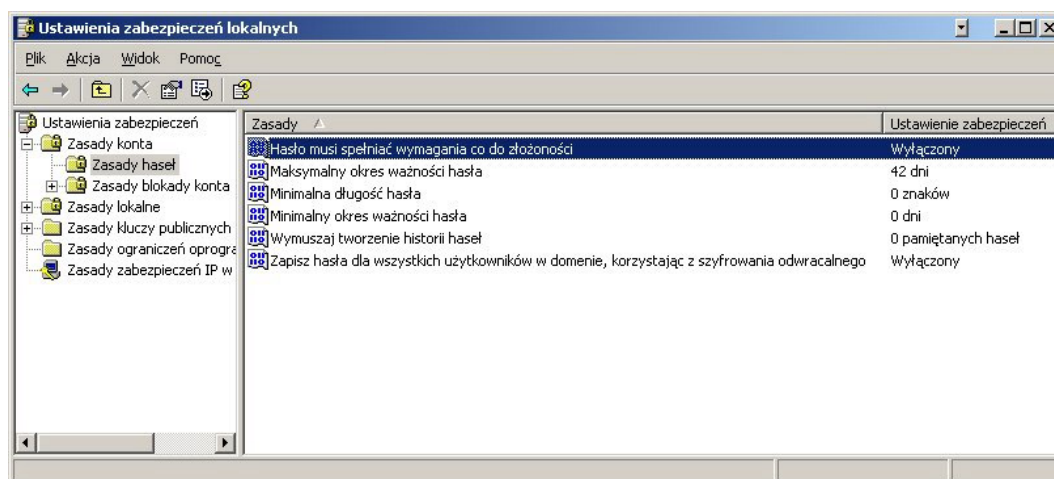 Ustawienia zabezpieczeń lokalnych
Plik Akcja Widok Pomoc
Ustawienia zabezpieczeń
Zasady konta
Zasady haseł
Zasady blokady konta
Zasady lokalne
Zasady kluczy publicznych
Zasady ograniczeń oprogra
Zasady zabezpieczeń IP w
Zasady Ustawienie zabezpieczeń
Hasło musi spełniać wymagania co do złożoności Wyłączony
Maksymalny okres ważności hasła 42 dni
Minimalna długość hasła 0 znaków
Minimalny okres ważności hasła 0 dni
Wymuszaj tworzenie historii haseł 0 pamiętanych haseł
Zapisz hasła dla wszystkich użytkowników w domenie, korzystając z szyfrowania odwracalnego Wyłączony